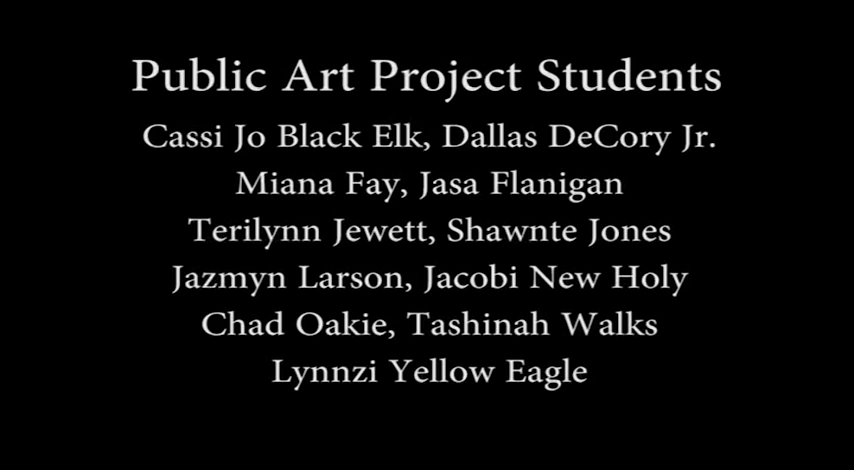 Public Art Project Students
Cassi Jo Black Elk, Dallas DeCory Jr.
Miana Fay, Jasa Flanigan
Terilynn Jewett, Shawnte Jones
Jazmyn Larson, Jacobi New Holy
Chad Oakie, Tashinah Walks
Lynnzi Yellow Eagle